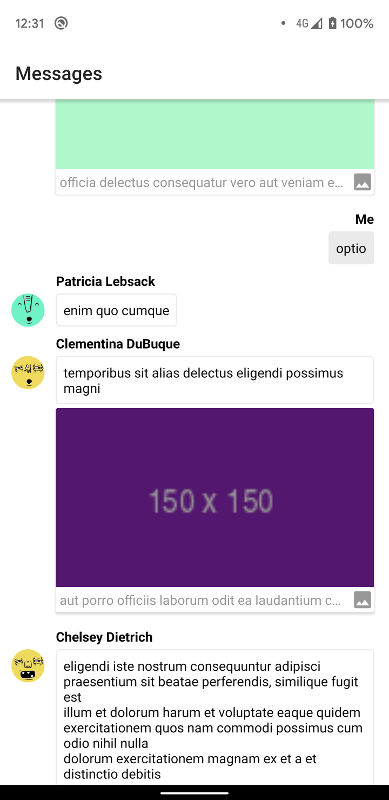 12:31
4G
100%
Messages
officia delectus consequatur vero aut veniam e…
Me
optio
Patricia Lebsack
enim quo cumque
Clementina DuBuque
temporibus sit alias delectus eligendi possimus
magni
150 x 150
aut porro officiis laborum odit ea laudantium c…
Chelsey Dietrich
eligendi iste nostrum consequuntur adipisci
praesentium sit beatae perferendis, similique fugit
est
illum et dolorum harum et voluptate eaque quidem
exercitationem quos nam commodi possimus cum
odio nihil nulla
dolorum exercitationem magnam ex et a et
distinctio debitis